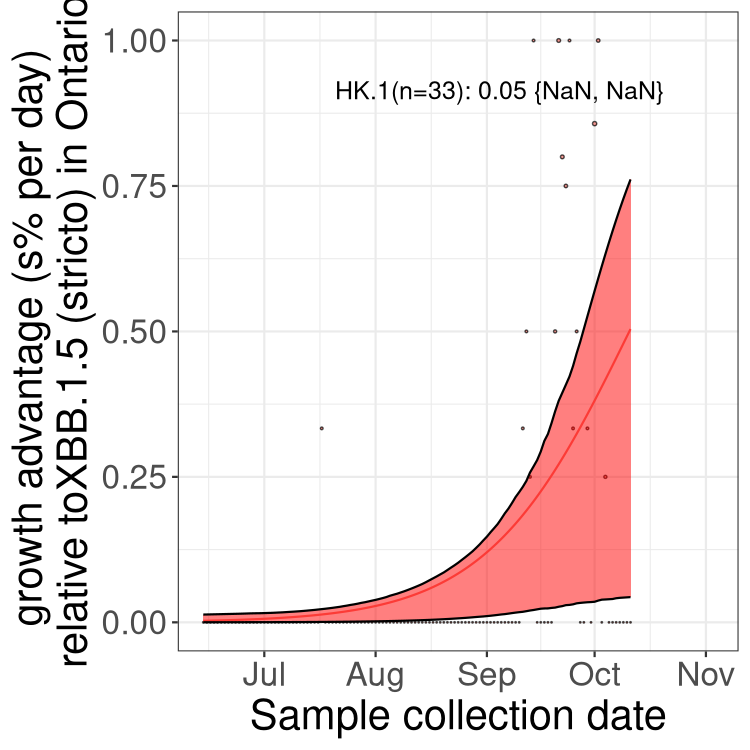 growth advantage (s% per day)
relative toXBB.1.5 (stricto) in Ontario
1.00
0.75
0.50
0.25
0.00
HK.1(n=33): 0.05 {NaN, NaN}
Jul Aug Sep Oct Nov
Sample collection date